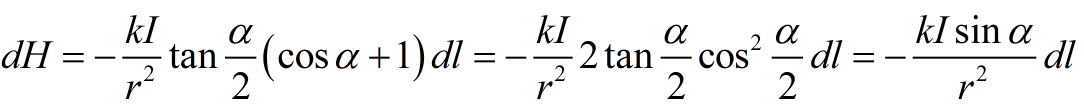 dH = -\frac{kI}{r^2} \tan \frac{\alpha}{2} (\cos \alpha + 1) dl = -\frac{kI}{r^2} 2 \tan \frac{\alpha}{2} \cos^2 \frac{\alpha}{2} dl = -\frac{kI \sin \alpha}{r^2} dl